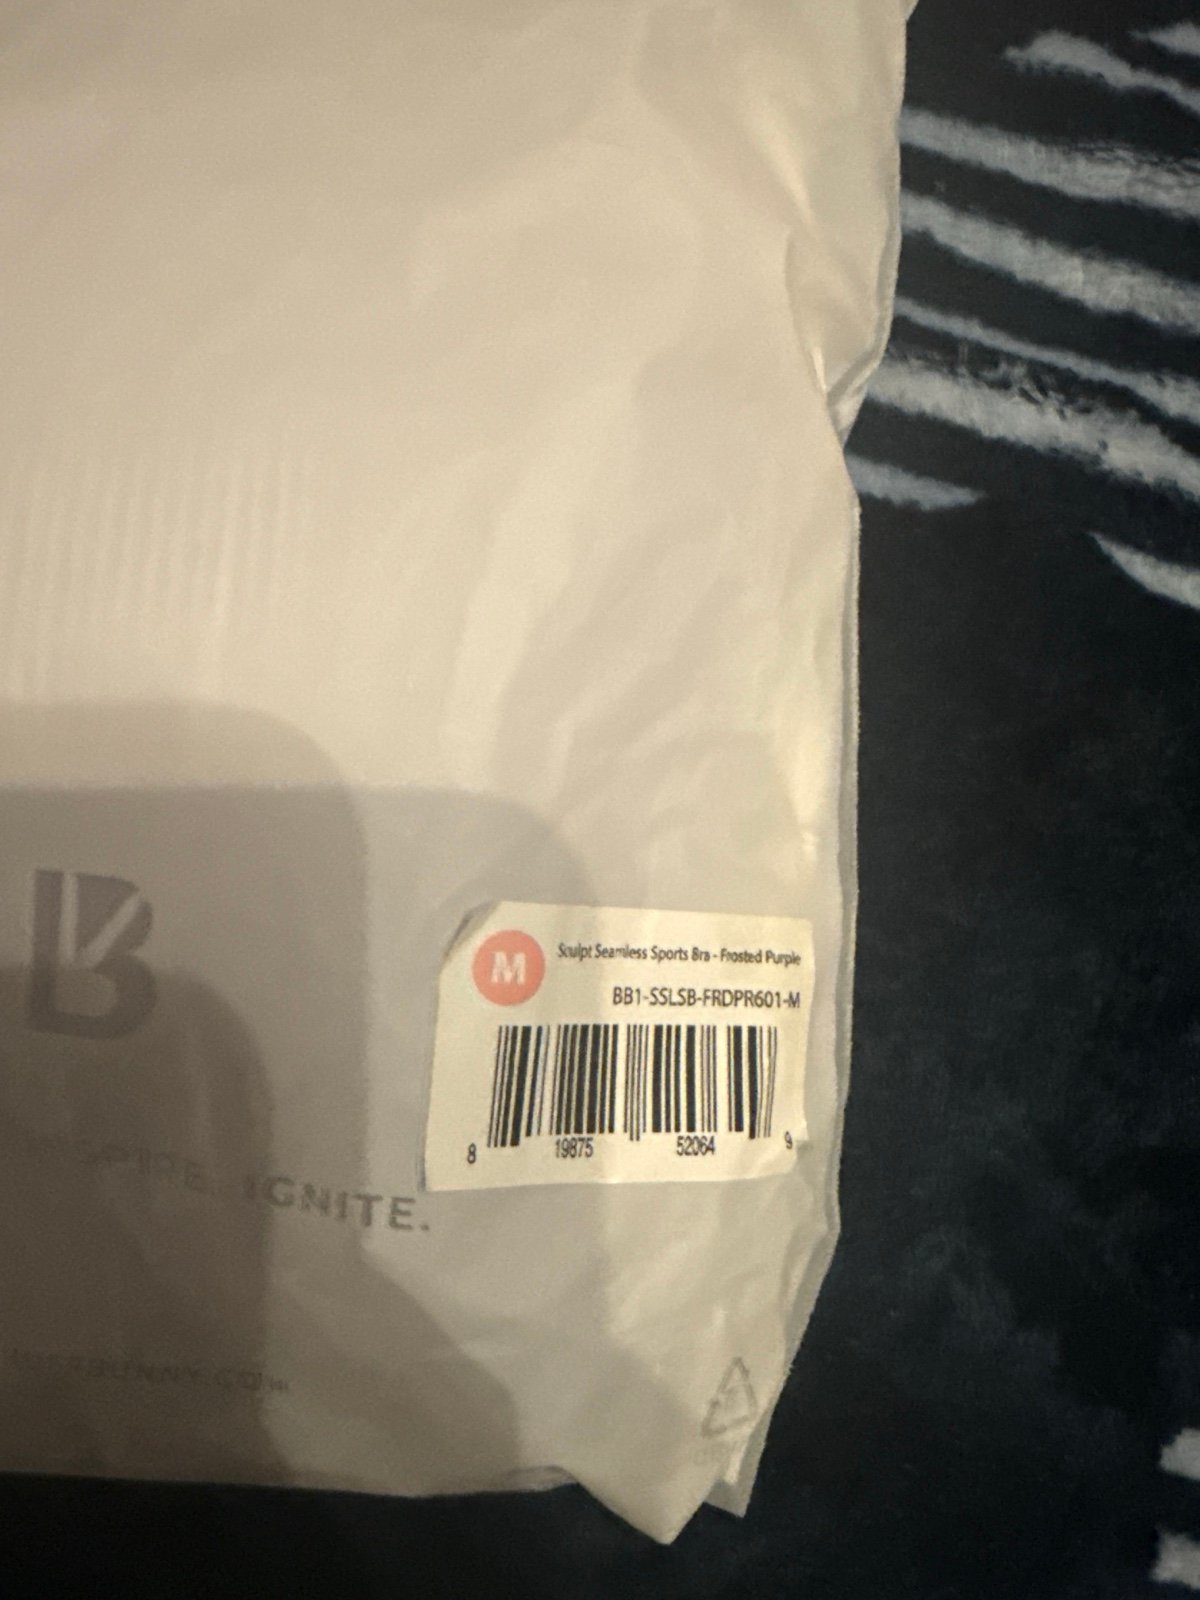 M
Sculpt Seamless Sports Bra - Frosted Purple
BB1-SSLSB-FRDPR601-M
8 19875 52064 9
B
IGNITE.